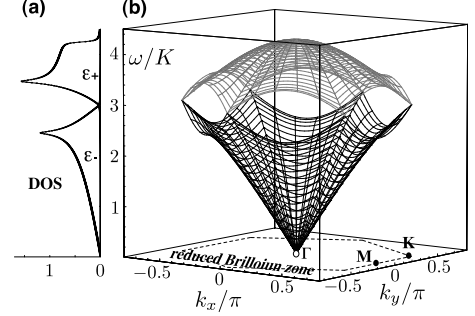 (a)
(b)
ω/K
4
3
2
1
ε+
ε-
DOS
1
0
Γ
reduced Brilloiun zone
M
K
−0.5
0
0.5
k_x/π
−0.5
0
0.5
k_y/π